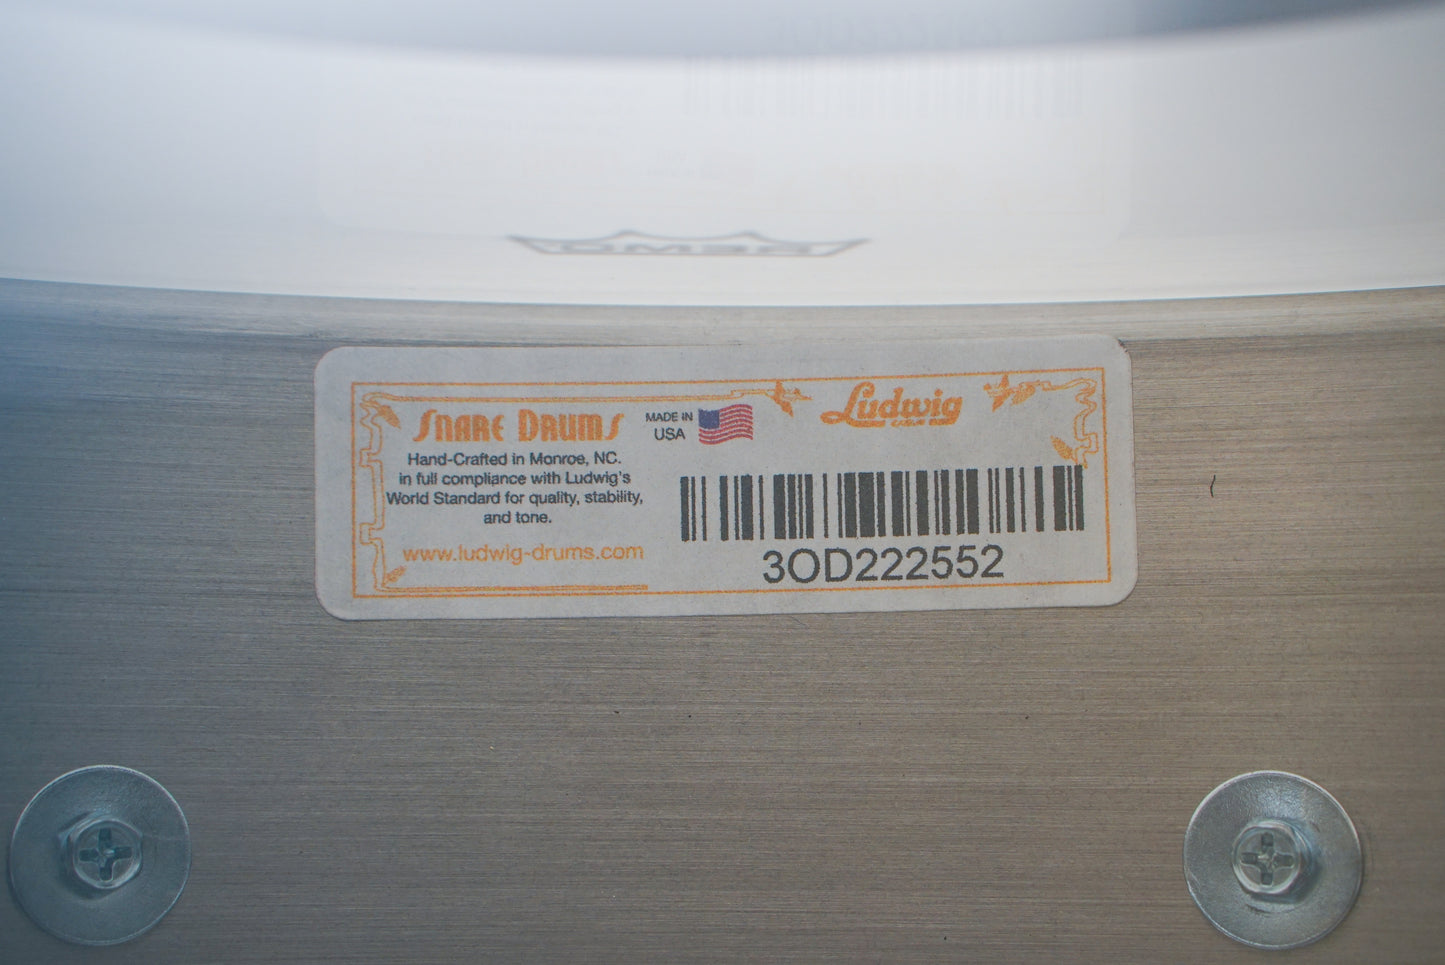 REMO
SNARE DRUMS
MADE IN
USA
Ludwig
U.S.A
Hand-Crafted in Monroe, NC.
in full compliance with Ludwig's
World Standard for quality, stability,
and tone.
www.ludwig-drums.com
3OD222552